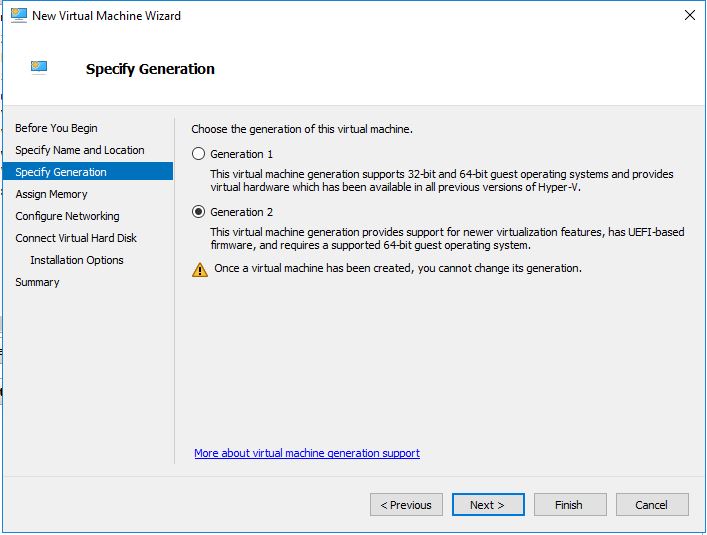 New Virtual Machine Wizard
Specify Generation
Before You Begin
Specify Name and Location
Specify Generation
Assign Memory
Configure Networking
Connect Virtual Hard Disk
Installation Options
Summary
Choose the generation of this virtual machine.
Generation 1
This virtual machine generation supports 32-bit and 64-bit guest operating systems and provides
virtual hardware which has been available in all previous versions of Hyper-V.
Generation 2
This virtual machine generation provides support for newer virtualization features, has UEFI-based
firmware, and requires a supported 64-bit guest operating system.
Once a virtual machine has been created, you cannot change its generation.
More about virtual machine generation support
< Previous
Next >
Finish
Cancel